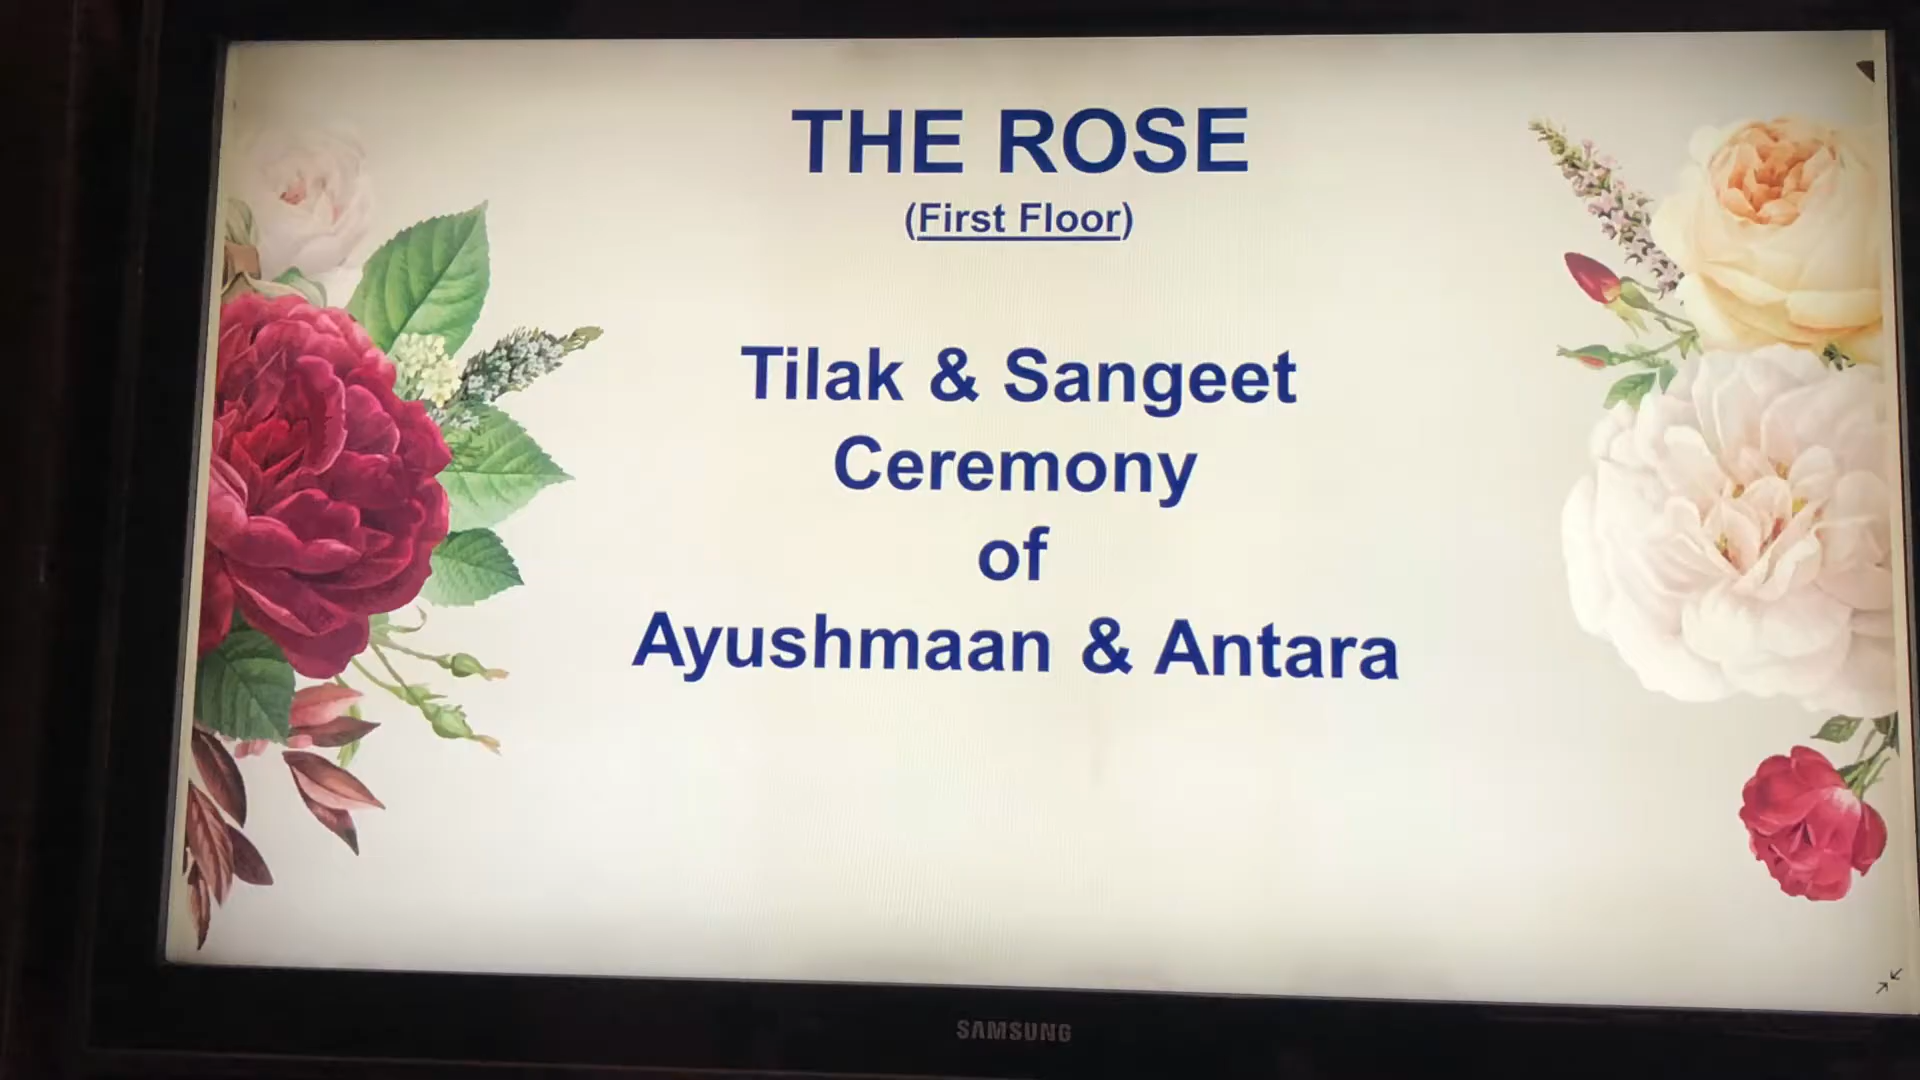 THE ROSE
(First Floor)
Tilak & Sangeet
Ceremony
of
Ayushmaan & Antara
SAMSUNG